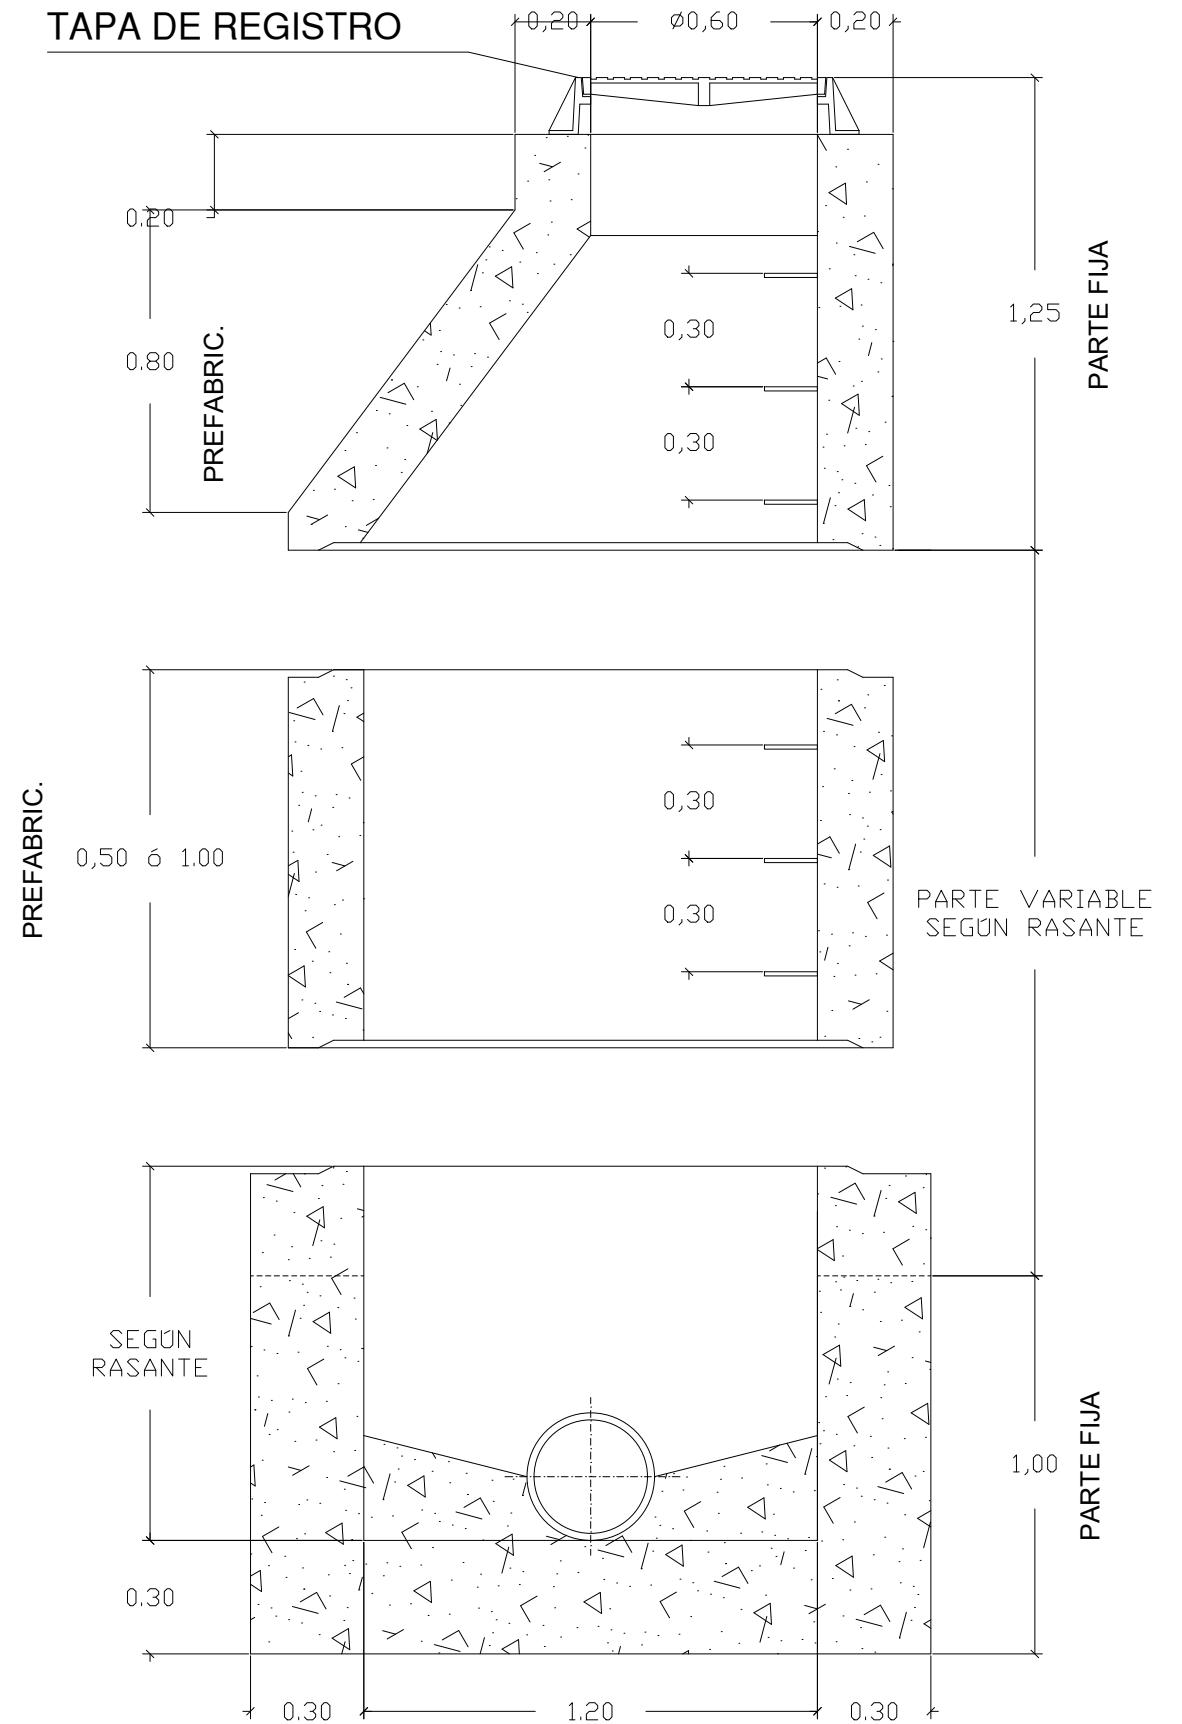 TAPA DE REGISTRO
0,20
Ø0,60
0,20
0.20
0.80
PREFABRIC.
0,30
0,30
1,25
PARTE FIJA
PREFABRIC.
0,50 ó 1.00
0,30
0,30
PARTE VARIABLE
SEGÚN RASANTE
SEGÚN
RASANTE
1,00
PARTE FIJA
0.30
0.30
1.20
0.30